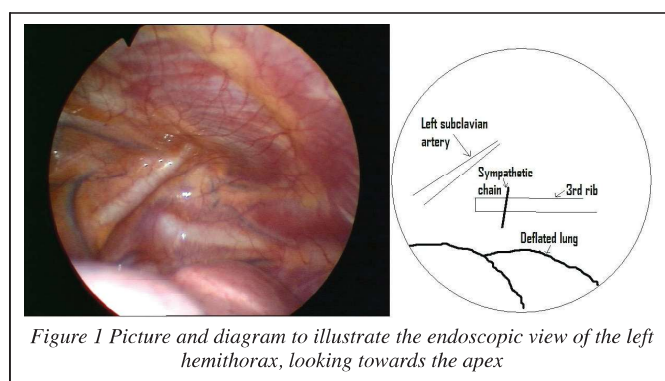 Left subclavian
artery
Sympathetic
chain
3rd rib
Deflated lung
Figure 1 Picture and diagram to illustrate the endoscopic view of the left
hemithorax, looking towards the apex